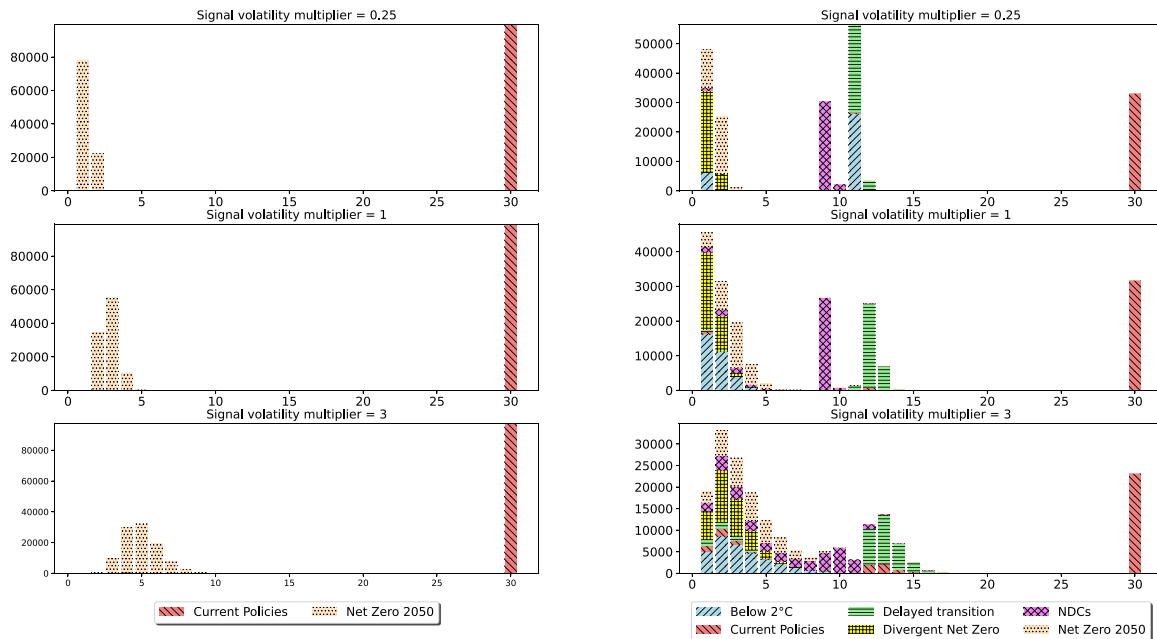 Signal volatility multiplier = 0.25
80000
60000
40000
20000
0
0 5 10 15 20 25 30
Signal volatility multiplier = 1
80000
60000
40000
20000
0
0 5 10 15 20 25 30
Signal volatility multiplier = 3
80000
60000
40000
20000
0
0 5 10 15 20 25 30
Current Policies Net Zero 2050
Signal volatility multiplier = 0.25
50000
40000
30000
20000
10000
0
0 5 10 15 20 25 30
Signal volatility multiplier = 1
40000
30000
20000
10000
0
0 5 10 15 20 25 30
Signal volatility multiplier = 3
30000
25000
20000
15000
10000
5000
0
0 5 10 15 20 25 30
Below 2°C Delayed transition NDCs
Current Policies Divergent Net Zero Net Zero 2050